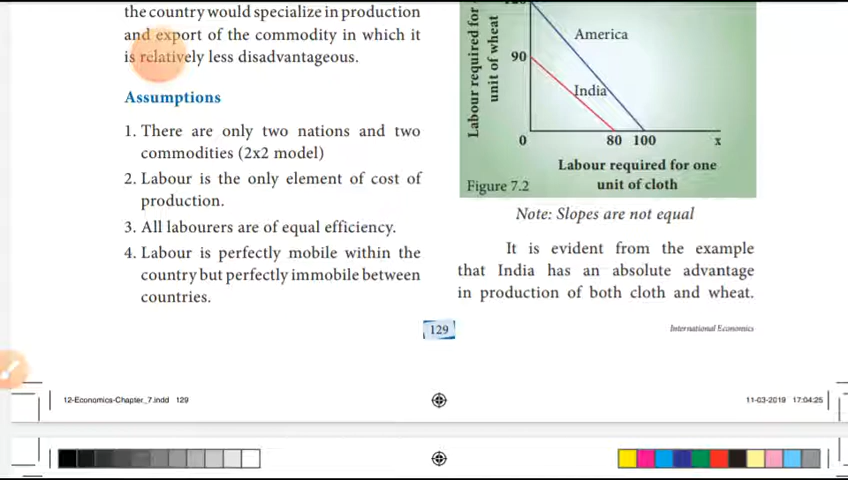 the country would specialize in production
and export of the commodity in which it
is relatively less disadvantageous.
Assumptions
1. There are only two nations and two
commodities (2x2 model)
2. Labour is the only element of cost of
production.
3. All labourers are of equal efficiency.
4. Labour is perfectly mobile within the
country but perfectly immobile between
countries.
Labour required for
unit of wheat
America
90
India
0 80 100 x
Labour required for one
unit of cloth
Figure 7.2
Note: Slopes are not equal
It is evident from the example
that India has an absolute advantage
in production of both cloth and wheat.
129
International Economics
12-Economics-Chapter_7.indd 129
11-03-2019 17:04:25